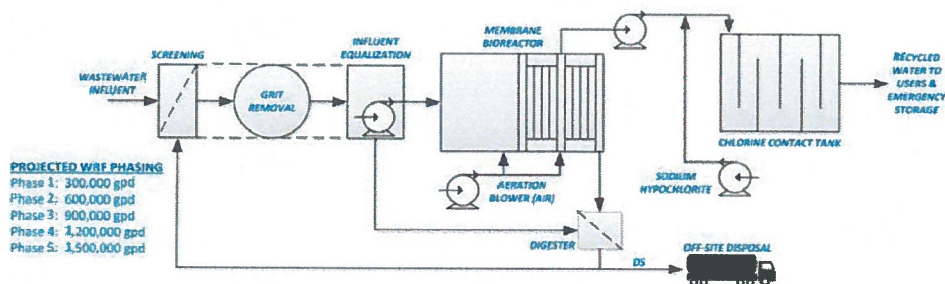 SCREENING
WASTEWATER
INFLUENT
GRIT
REMOVAL
INFLUENT
EQUALIZATION
MEMBRANE
BIOREACTOR
RECYCLED
WATER TO
USERS &
EMERGENCY
STORAGE
CHLORINE CONTACT TANK
PROJECTED WRF PHASING
Phase 1: 300,000 gpd
Phase 2: 600,000 gpd
Phase 3: 900,000 gpd
Phase 4: 1,200,000 gpd
Phase 5: 1,500,000 gpd
AERATION
BLOWER (AIR)
SODIUM
HYPOCHLORITE
DIGESTER
DS
OFF-SITE DISPOSAL